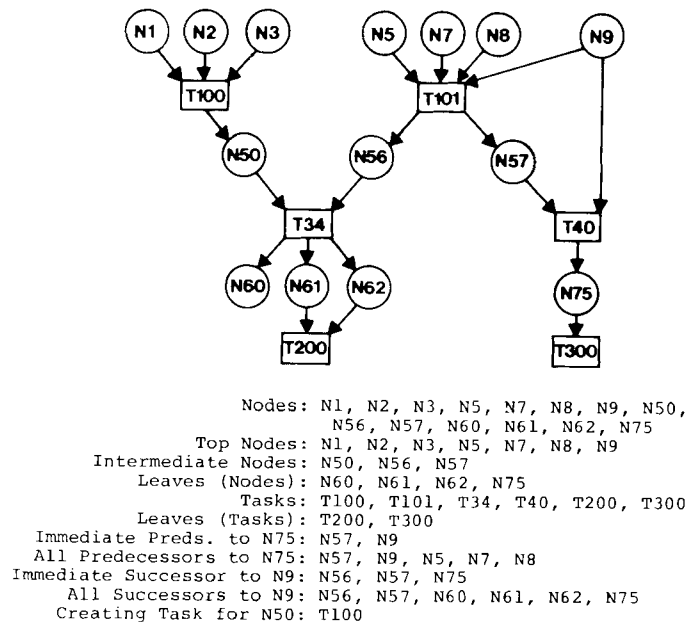 N1 N2 N3 N5 N7 N8 N9
T100 T101
N50 N56 N57
T34 T40
N60 N61 N62 N75
T200 T300
Nodes: N1, N2, N3, N5, N7, N8, N9, N50,
N56, N57, N60, N61, N62, N75
Top Nodes: N1, N2, N3, N5, N7, N8, N9
Intermediate Nodes: N50, N56, N57
Leaves (Nodes): N60, N61, N62, N75
Tasks: T100, T101, T34, T40, T200, T300
Leaves (Tasks): T200, T300
Immediate Preds. to N75: N57, N9
All Predecessors to N75: N57, N9, N5, N7, N8
Immediate Successor to N9: N56, N57, N75
All Successors to N9: N56, N57, N60, N61, N62, N75
Creating Task for N50: T100